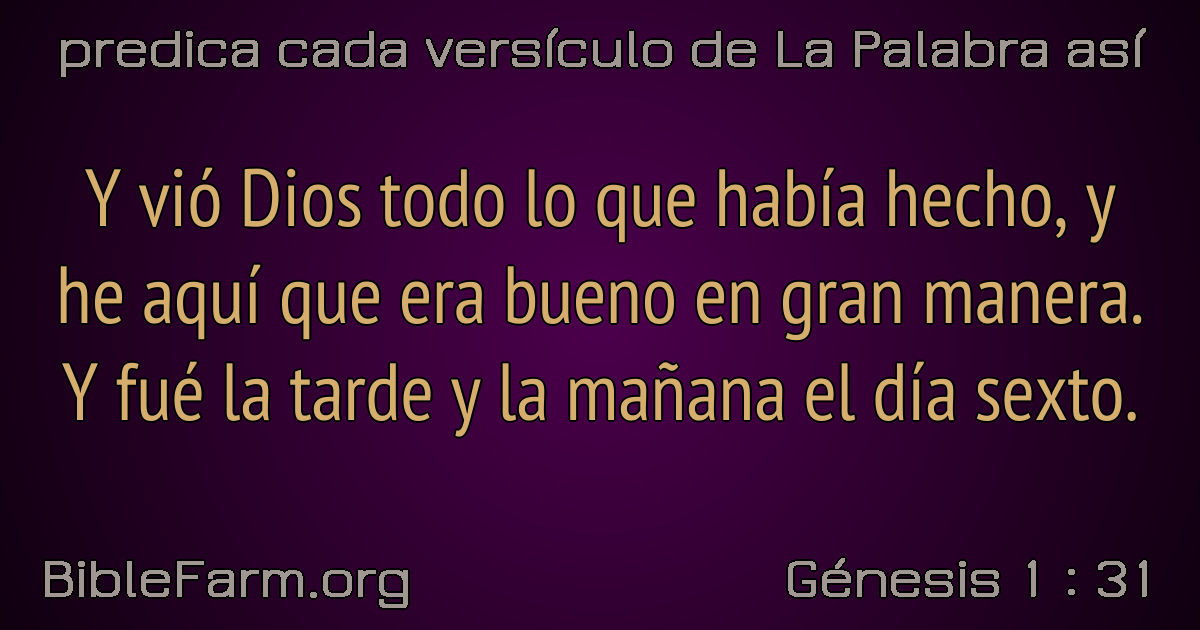 predica cada versículo de La Palabra así
Y vió Dios todo lo que había hecho, y
he aquí que era bueno en gran manera.
Y fué la tarde y la mañana el día sexto.
BibleFarm.org
Génesis 1 : 31